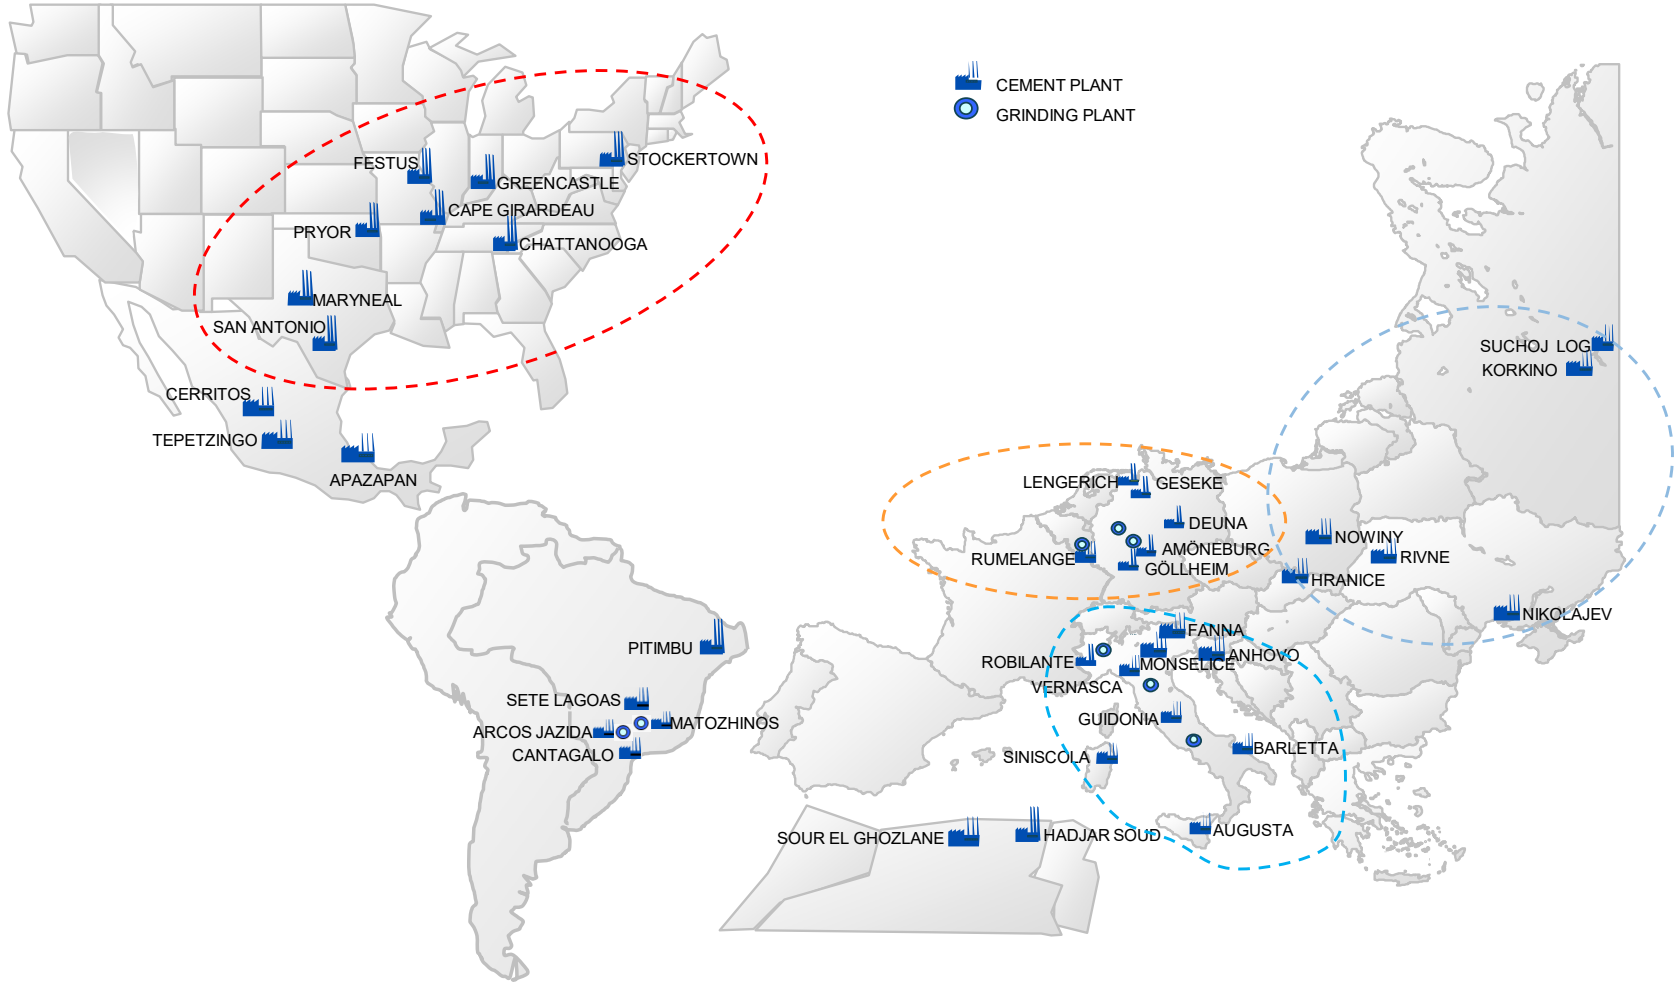 CEMENT PLANT
GRINDING PLANT
FESTUS
STOCKERTOWN
GREENCASTLE
CAPE GIRARDEAU
PRYOR
CHATTANOOGA
MARYNEAL
SAN ANTONIO
CERRITOS
TEPETZINGO
APAZAPAN
SUCHOJ LOG
KORKINO
LENGERICH
GESEKE
DEUNA
AMÖNEBURG
RUMELANGE
GÖLLHEIM
NOWINY
RIVNE
HRANICE
NIKOLAJEV
FANNA
ROBILANTE
MONSELICE
ANHOVO
VERNASCA
GUIDONIA
SINISCOLA
BARLETTA
AUGUSTA
PITIMBU
SETE LAGOAS
MATOZHINOS
ARCOS JAZIDA
CANTAGALO
SOUR EL GHOZLANE
HADJAR SOUD